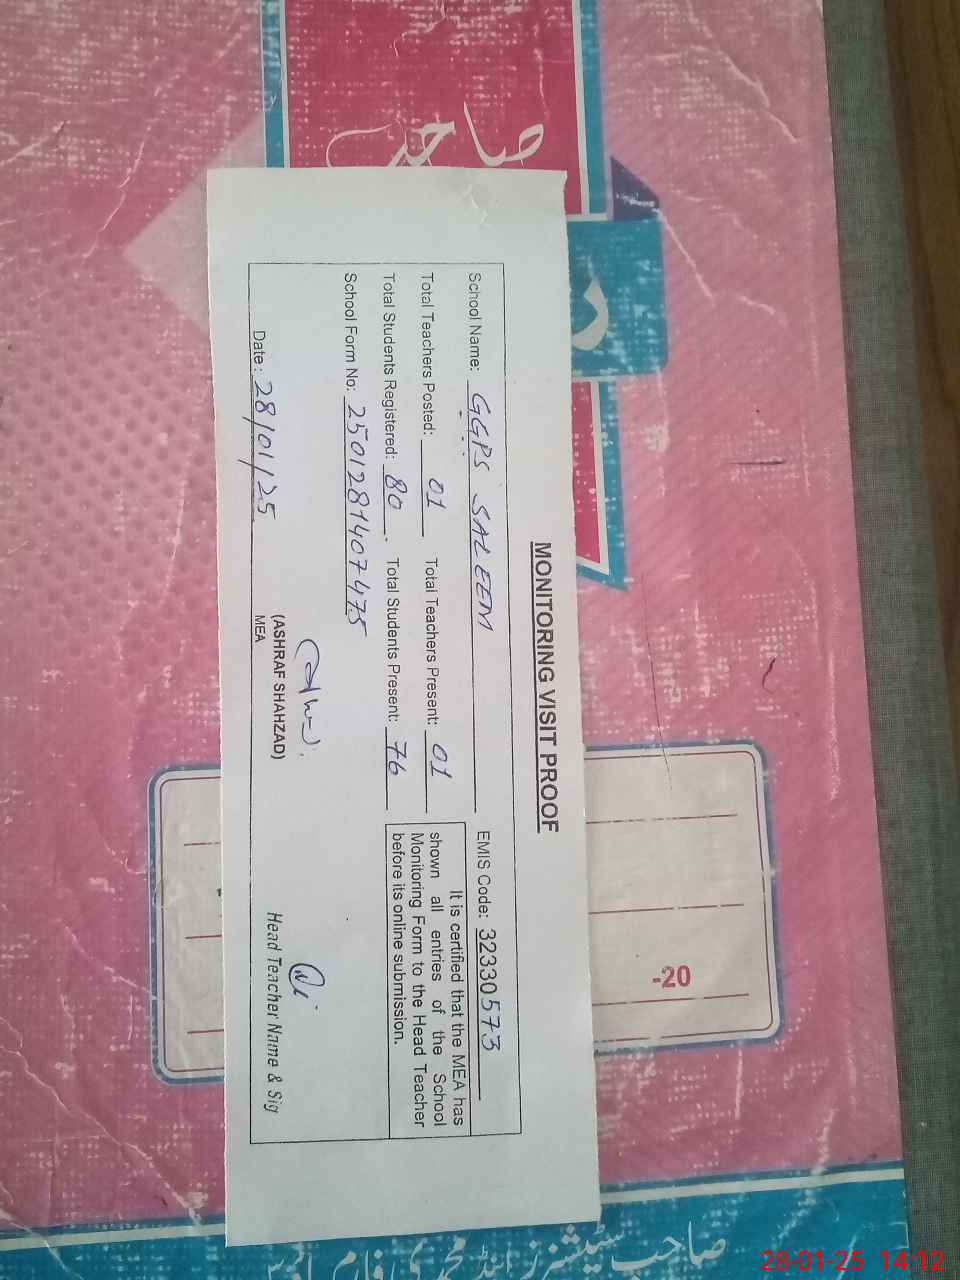 صاحب
MONITORING VISIT PROOF
School Name: GGPS SALEEM EMIS Code: 32330573
Total Teachers Posted: 01 Total Teachers Present: 01
Total Students Registered: 80. Total Students Present: 76
School Form No: 2501281407475
It is certified that the MEA has
shown all entries of the School
Monitoring Form to the Head Teacher
before its online submission.
(ASHRAF SHAHZAD)
MEA
Date: 28/01/25
Head Teacher Name & Sig
-20
28-01-25 14:12